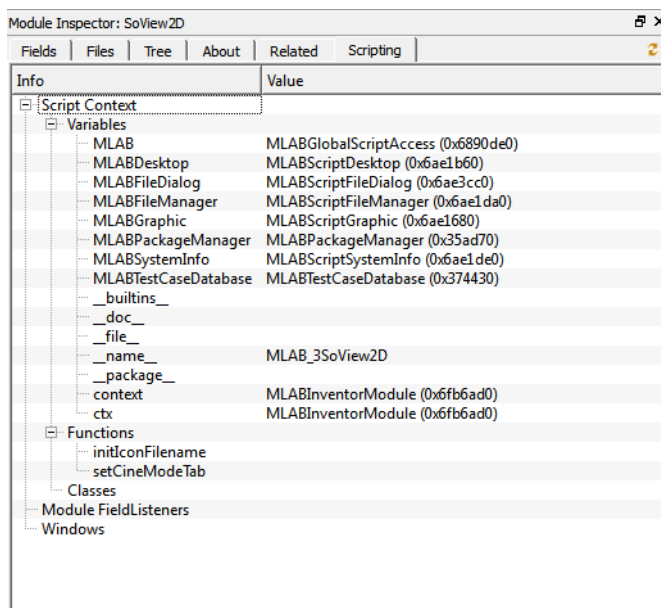 Module Inspector: SoView2D
Fields Files Tree About Related Scripting
Info Value
Script Context
Variables
MLAB MLABGlobalScriptAccess (0x6890de0)
MLABDesktop MLABScriptDesktop (0x6ae1b60)
MLABFileDialog MLABScriptFileDialog (0x6ae3cc0)
MLABFileManager MLABScriptFileManager (0x6ae1da0)
MLABGraphic MLABScriptGraphic (0x6ae1680)
MLABPackageManager MLABPackageManager (0x35ad70)
MLABSystemInfo MLABScriptSystemInfo (0x6ae1de0)
MLABTestCaseDatabase MLABTestCaseDatabase (0x374430)
__builtins__
__doc__
__file__
__name__ MLAB_3SoView2D
__package__
context MLABInventorModule (0x6fb6ad0)
ctx MLABInventorModule (0x6fb6ad0)
Functions
initIconFilename
setCineModeTab
Classes
Module FieldListeners
Windows